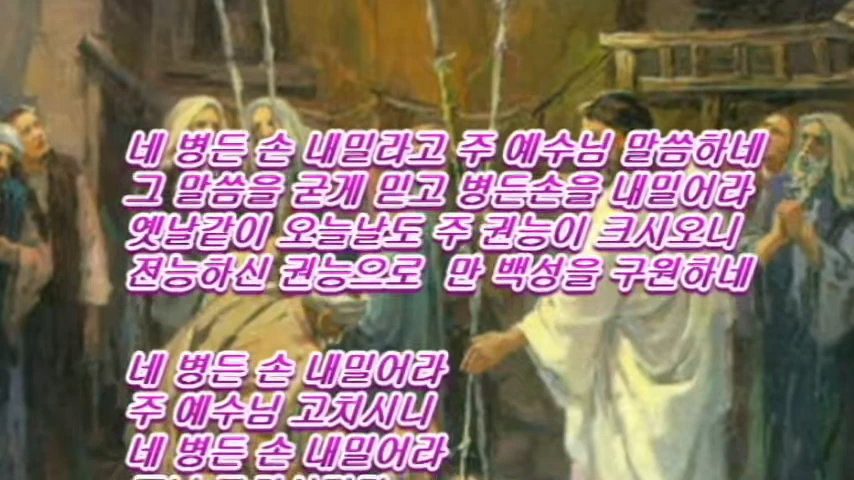 네 병든 손 내밀라고 주 예수님 말씀하네
그 말씀을 굳게 믿고 병든손을 내밀어라
옛날같이 오늘날도 주 권능이 크시오니
전능하신 권능으로 만 백성을 구원하네
네 병든 손 내밀어라
주 예수님 고치시니
네 병든 손 내밀어라